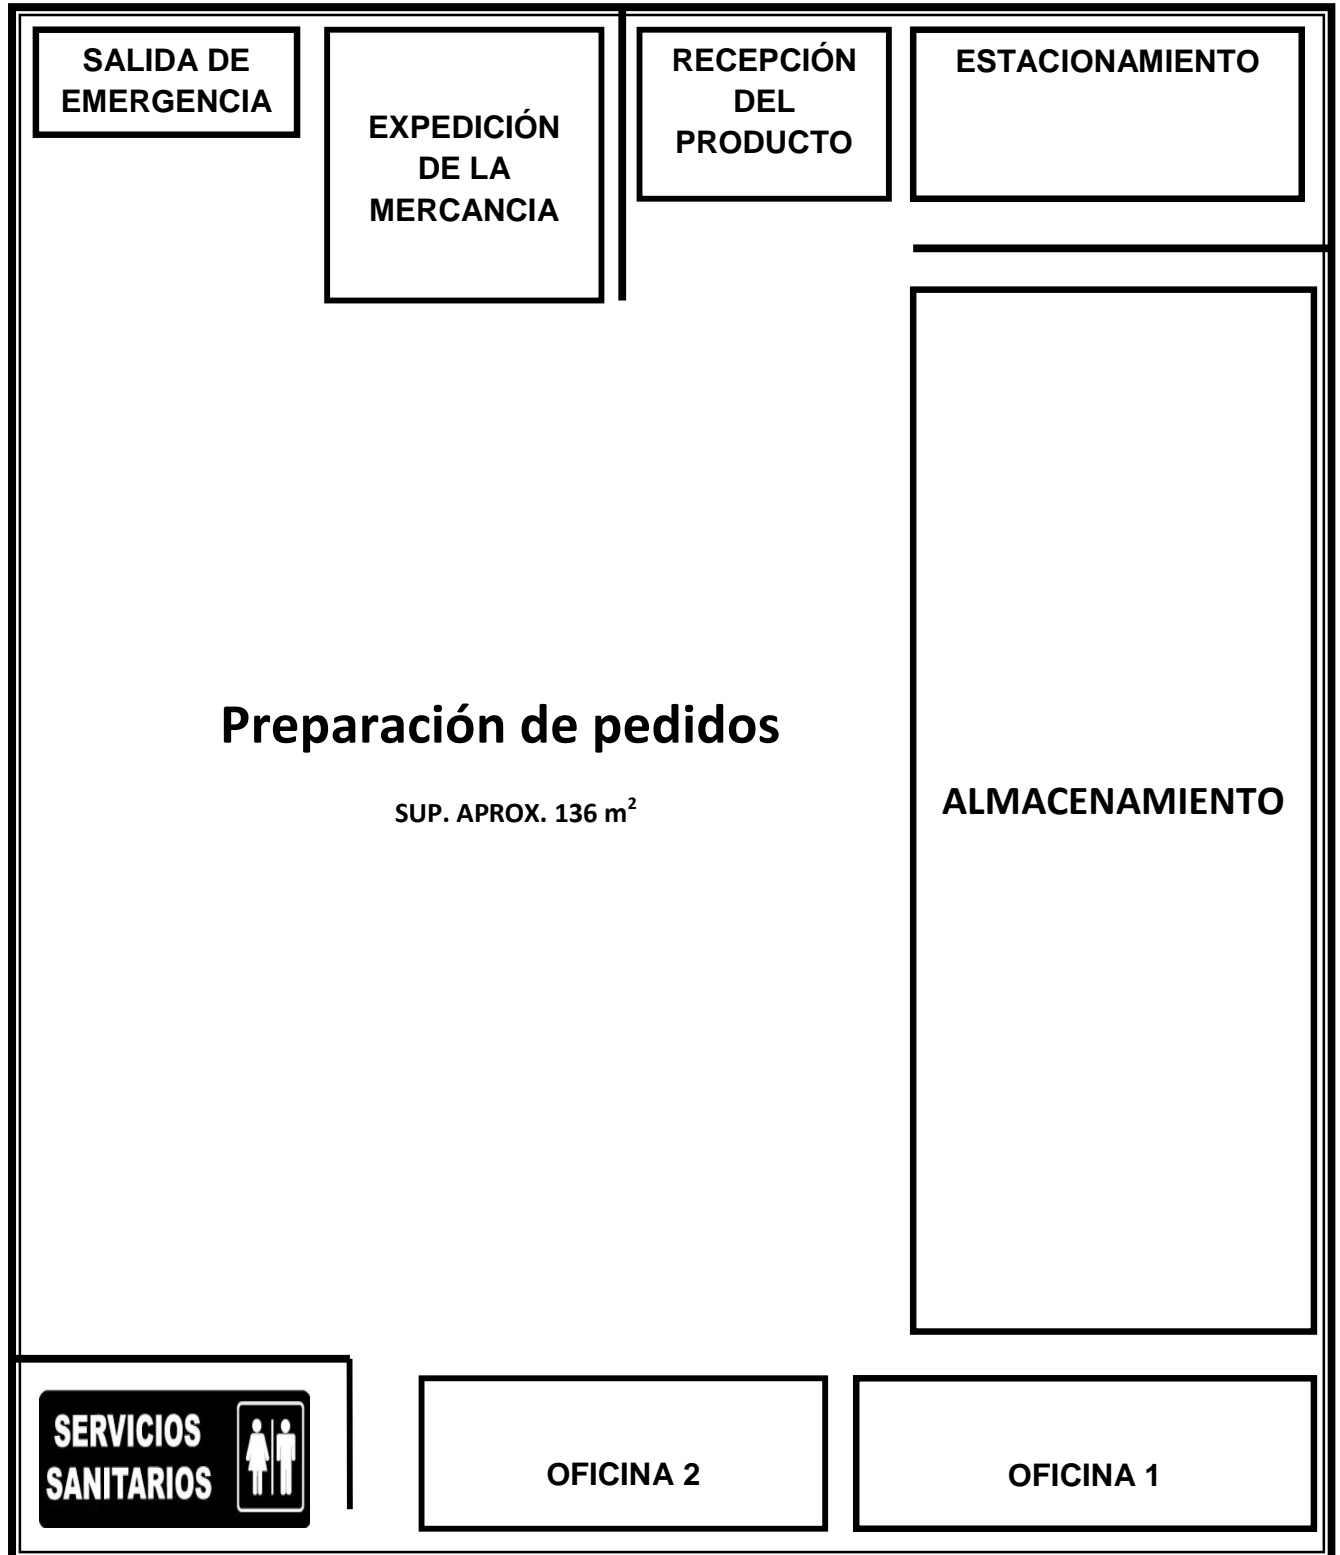 SALIDA DE
EMERGENCIA
EXPEDICIÓN
DE LA
MERCANCIA
RECEPCIÓN
DEL
PRODUCTO
ESTACIONAMIENTO
Preparación de pedidos
SUP. APROX. 136 m²
ALMACENAMIENTO
SERVICIOS
SANITARIOS
OFICINA 2
OFICINA 1